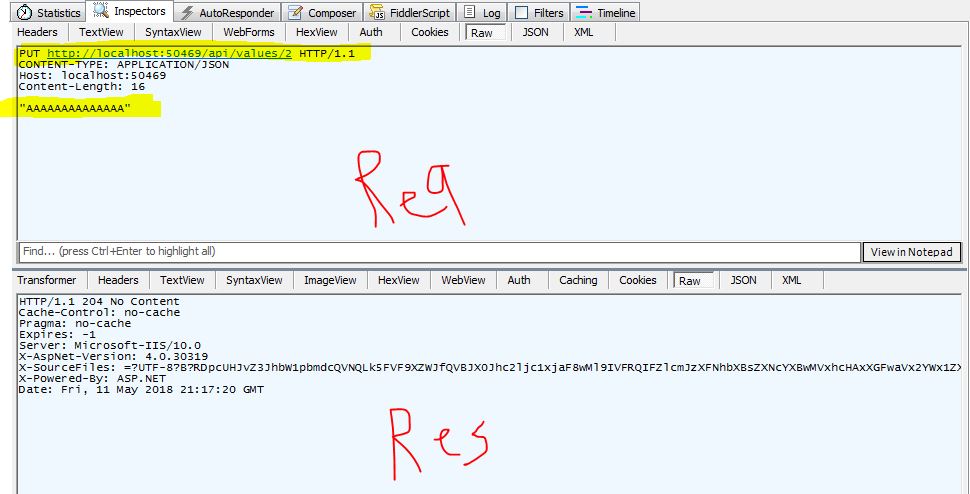 Statistics Inspectors AutoResponder Composer FiddlerScript Log Filters Timeline
Headers TextView SyntaxView WebForms HexView Auth Cookies Raw JSON XML
PUT http://localhost:50469/api/values/2 HTTP/1.1
CONTENT-TYPE: APPLICATION/JSON
Host: localhost:50469
Content-Length: 16
"AAAAAAAAAAAAAA"
Req
Find... (press Ctrl+Enter to highlight all) View in Notepad
Transformer Headers TextView SyntaxView ImageView HexView WebView Auth Caching Cookies Raw JSON XML
HTTP/1.1 204 No Content
Cache-Control: no-cache
Pragma: no-cache
Expires: -1
Server: Microsoft-IIS/10.0
X-AspNet-Version: 4.0.30319
X-SourceFiles:
X-Powered-By: ASP.NET
Date: Fri, 11 May 2018 21:17:20 GMT
Res